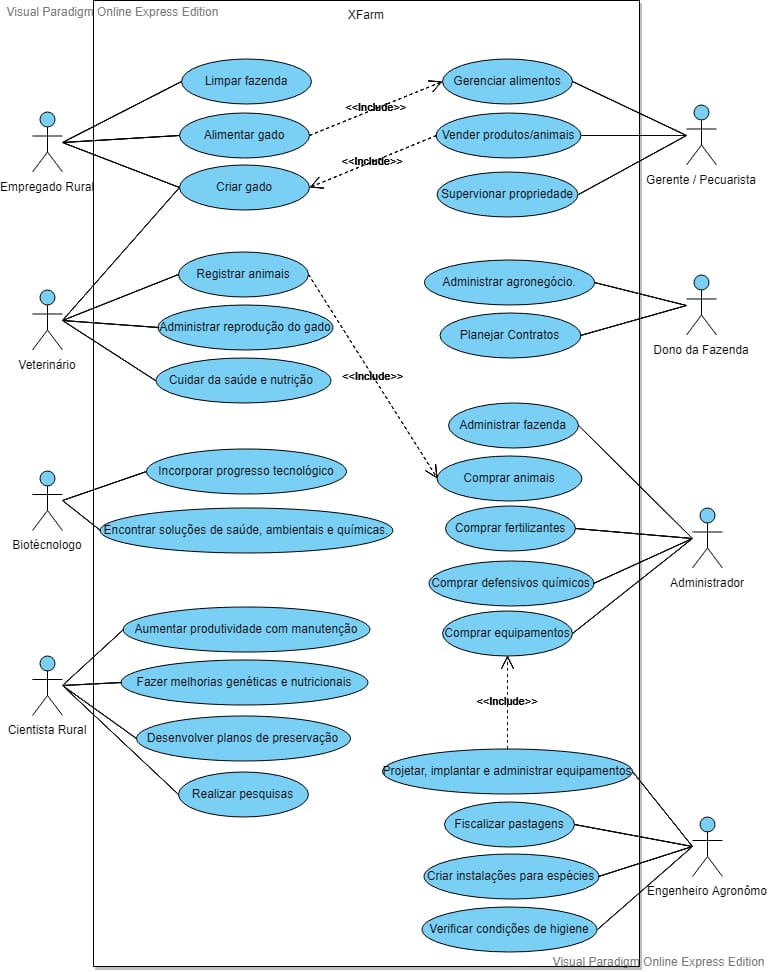 Visual Paradigm Online Express Edition
XFarm
Limpar fazenda
Gerenciar alimentos
<<Include>>
Alimentar gado
Vender produtos/animais
<<Include>>
Empregado Rural
Criar gado
Supervionar propriedade
Gerente / Pecuarista
Registrar animais
Administrar agronegócio.
Administrar reprodução do gado
Planejar Contratos
Dono da Fazenda
Veterinário
Cuidar da saúde e nutrição
<<Include>>
Administrar fazenda
Incorporar progresso tecnológico
Comprar animais
Encontrar soluções de saúde, ambientais e químicas.
Comprar fertilizantes
Biotècnologo
Comprar defensivos químicos
Administrador
Aumentar produtividade com manutenção
Comprar equipamentos
Fazer melhorias genéticas e nutricionais
<<Include>>
Cientista Rural
Desenvolver planos de preservação
Projetar, implantar e administrar equipamentos
Realizar pesquisas
Fiscalizar pastagens
Criar instalações para espécies
Engenheiro Agronômo
Verificar condições de higiene
Visual Paradigm Online Express Edition